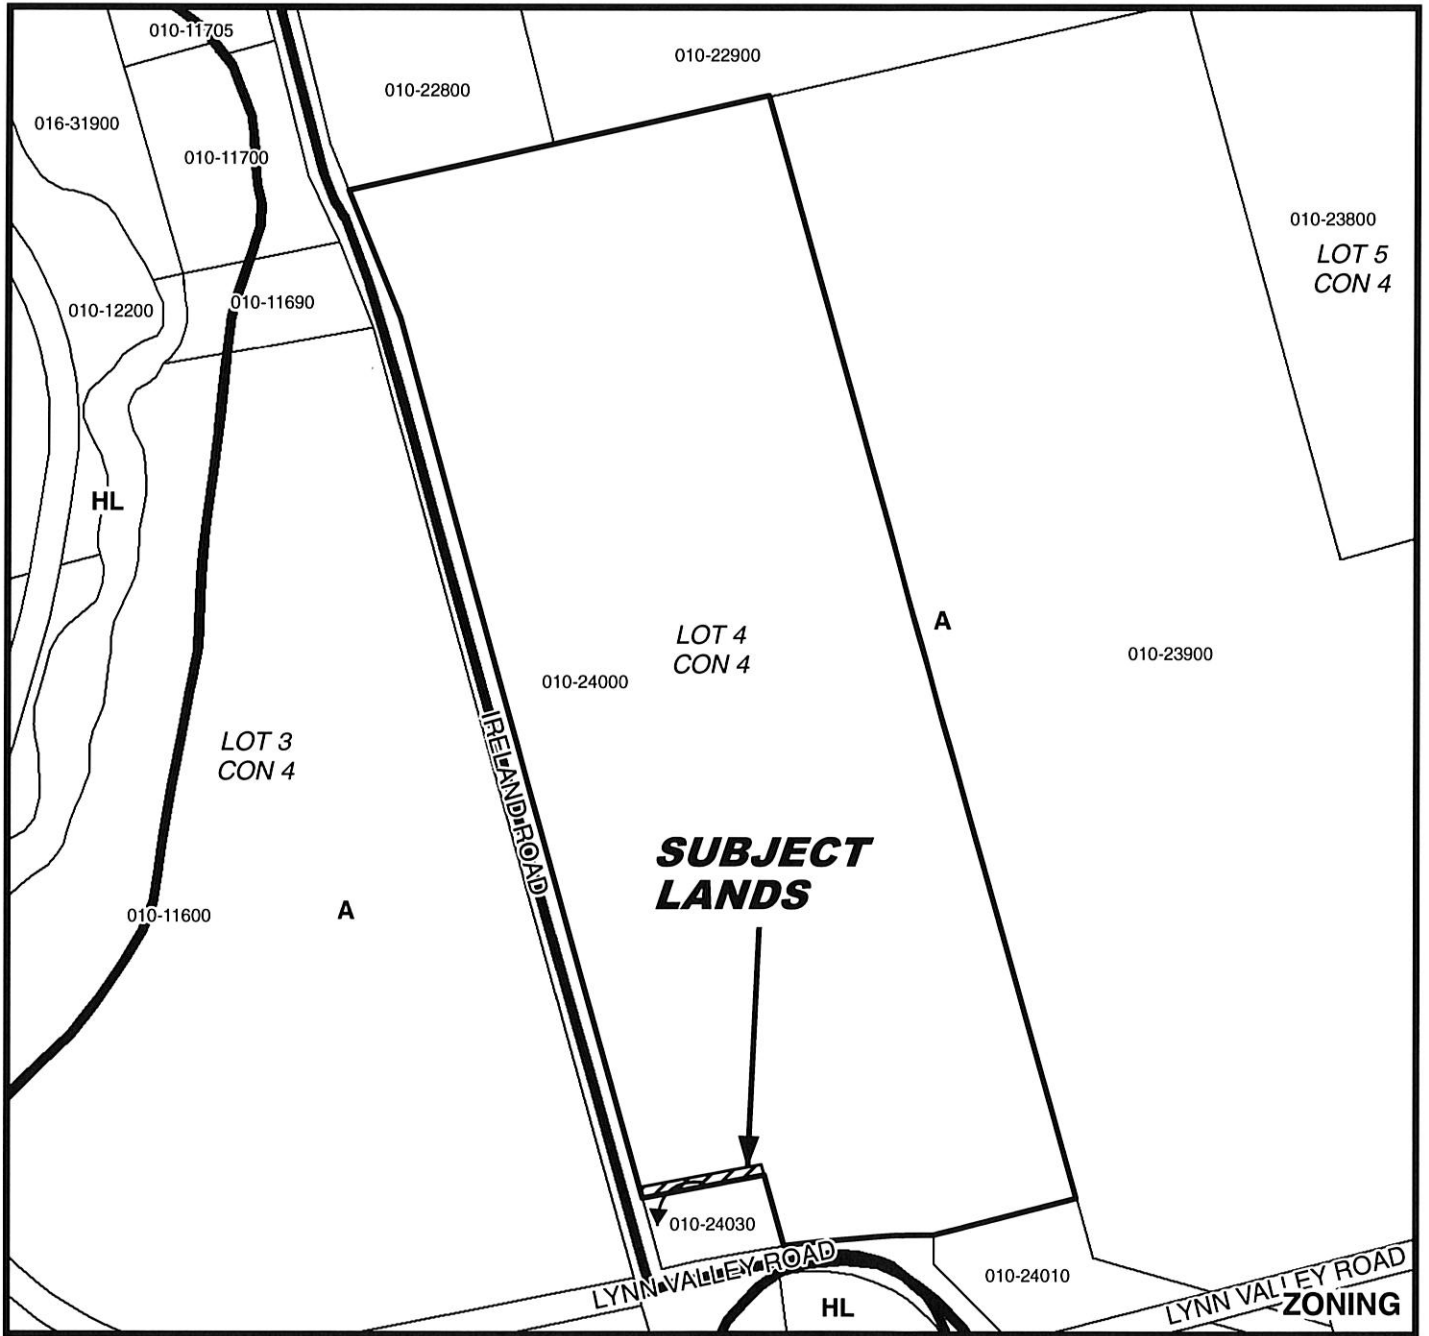 010-11705
010-22900
010-22800
016-31900
010-11700
010-23800
LOT 5
CON 4
010-12200
010-11690
HL
A
LOT 4
CON 4
010-23900
010-24000
LOT 3
CON 4
IRELAND ROAD
SUBJECT
LANDS
010-11600
A
010-24030
LYNN VALLEY ROAD
010-24010
LYNN VALLEY ROAD
HL
ZONING